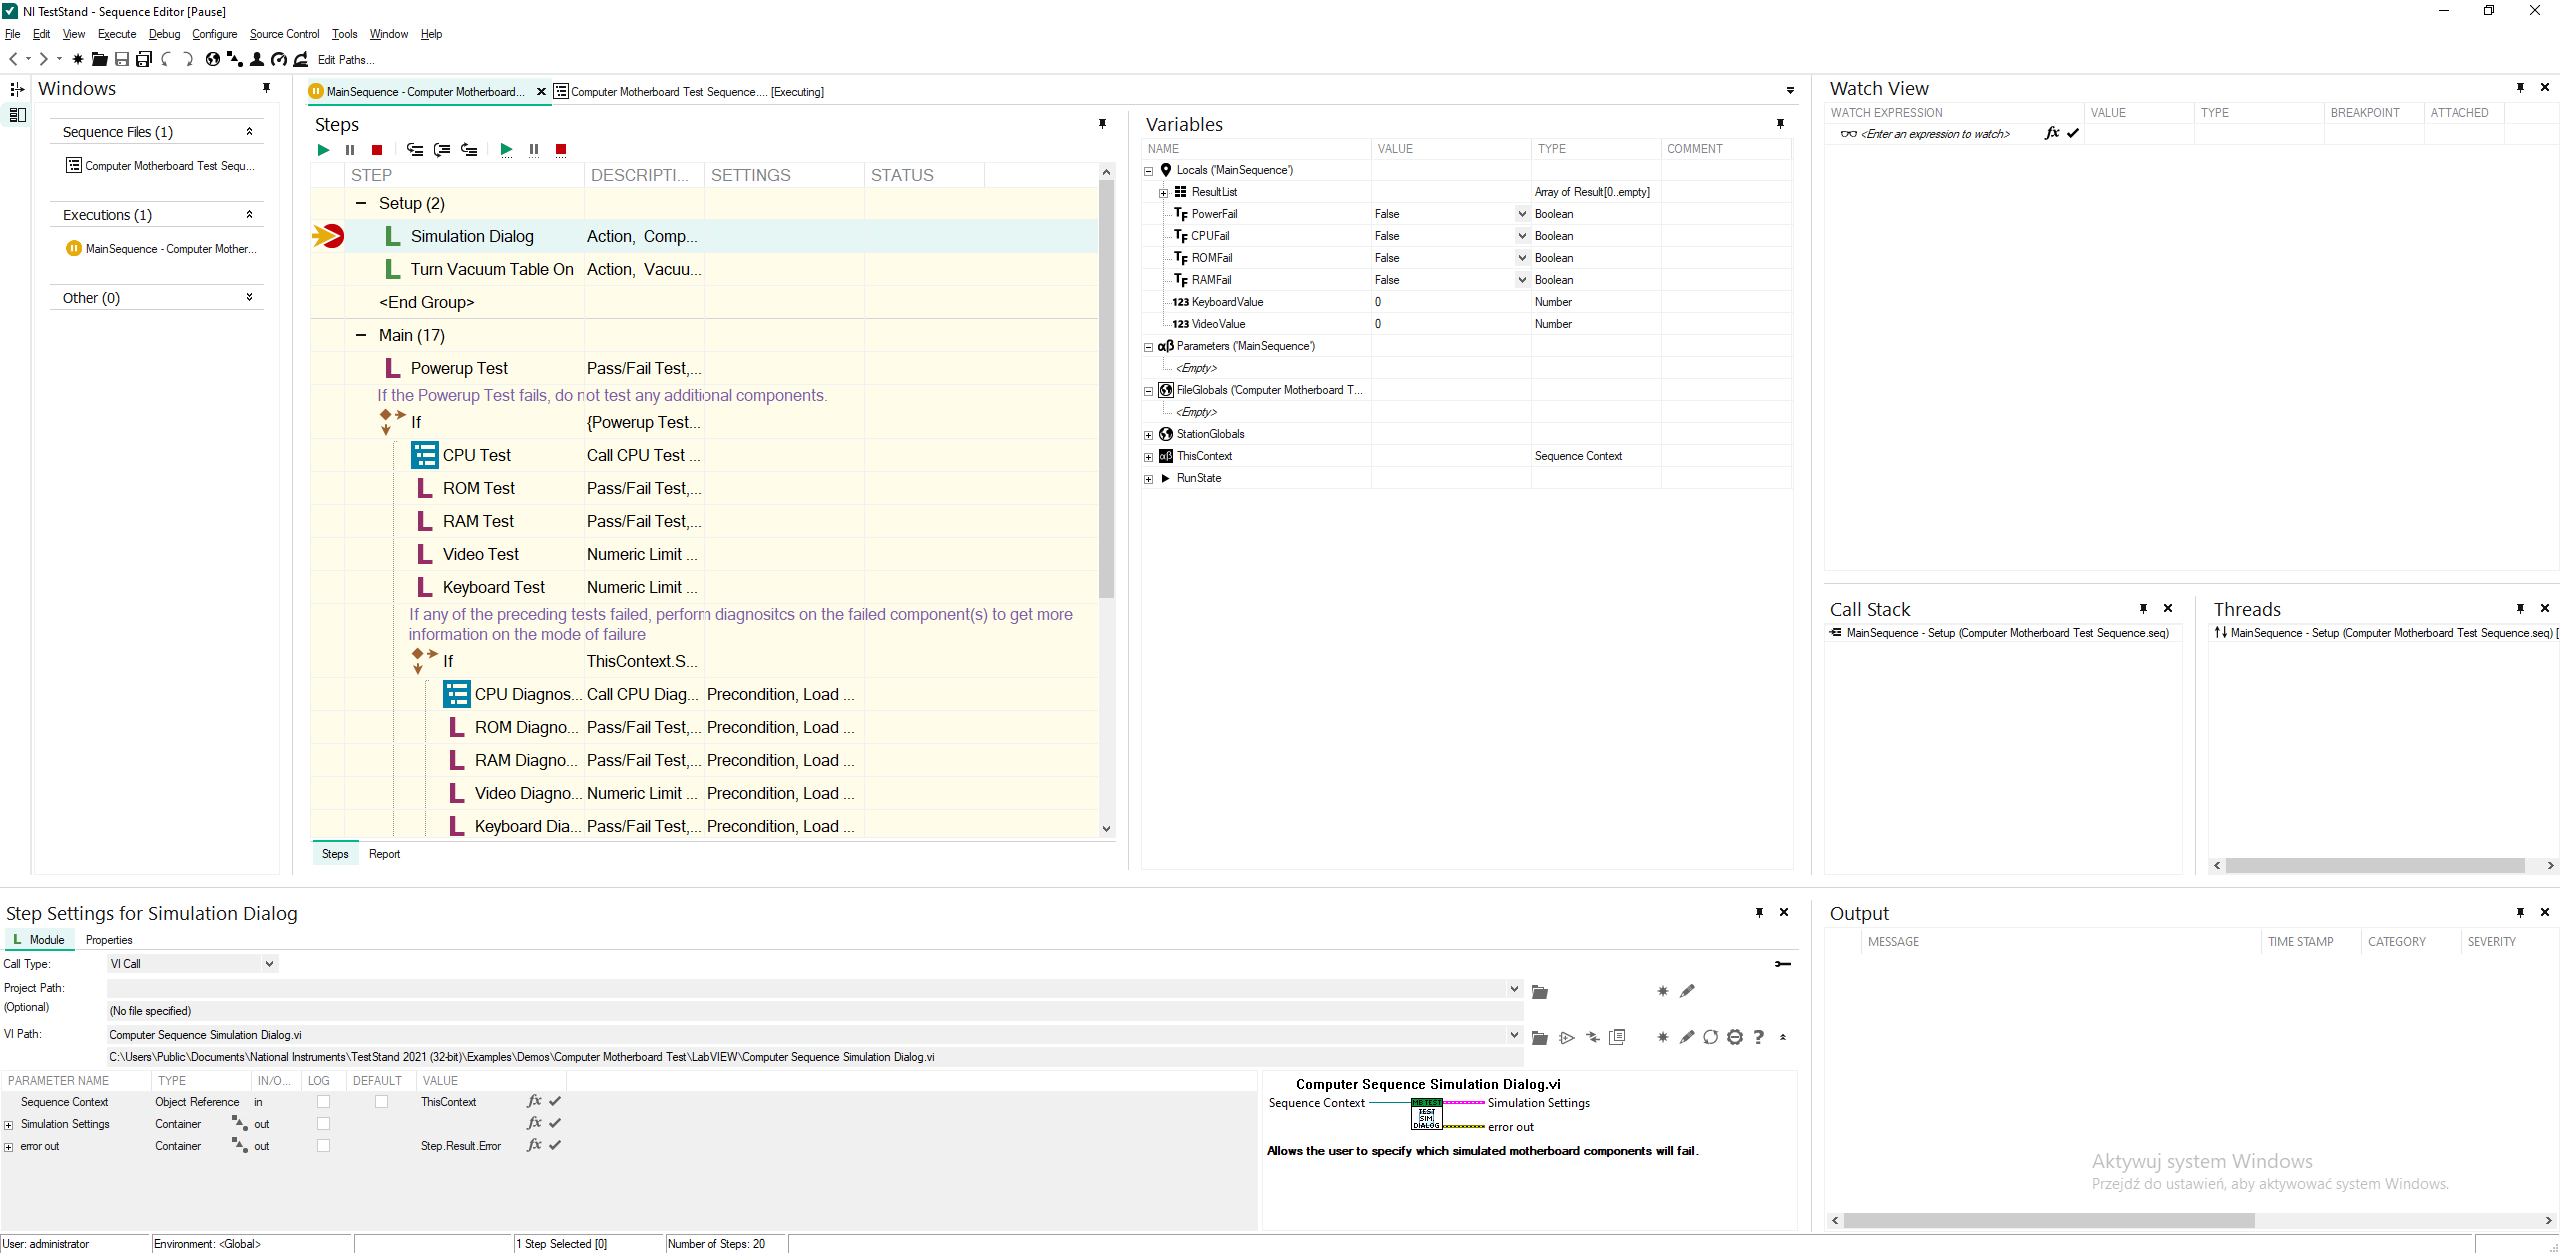 NI TestStand - Sequence Editor [Pause]
File Edit View Execute Debug Configure Source Control Tools Window Help
Edit Paths...
Windows
Sequence Files (1)
Computer Motherboard Test Sequ...
Executions (1)
MainSequence - Computer Mother...
Other (0)
MainSequence - Computer Motherboard...
Computer Motherboard Test Sequence.... [Executing]
Steps
STEP DESCRIPTI... SETTINGS STATUS
Setup (2)
Simulation Dialog Action, Comp...
Turn Vacuum Table On Action, Vacuu...
<End Group>
Main (17)
Powerup Test Pass/Fail Test,...
If the Powerup Test fails, do not test any additional components.
If {Powerup Test...
CPU Test Call CPU Test ...
ROM Test Pass/Fail Test,...
RAM Test Pass/Fail Test,...
Video Test Numeric Limit ...
Keyboard Test Numeric Limit ...
If any of the preceding tests failed, perform diagnositcs on the failed component(s) to get more
information on the mode of failure
If ThisContext.S...
CPU Diagnos... Call CPU Diag... Precondition, Load ...
ROM Diagno... Pass/Fail Test,... Precondition, Load ...
RAM Diagno... Pass/Fail Test,... Precondition, Load ...
Video Diagno... Numeric Limit ... Precondition, Load ...
Keyboard Dia... Pass/Fail Test,... Precondition, Load ...
Steps Report
Variables
NAME VALUE TYPE COMMENT
Locals ('MainSequence')
ResultList Array of Result[0..empty]
TF PowerFail False Boolean
TF CPUFail False Boolean
TF ROMFail False Boolean
TF RAMFail False Boolean
123 KeyboardValue 0 Number
123 VideoValue 0 Number
αβ Parameters ('MainSequence')
<Empty>
FileGlobals ('Computer Motherboard T...
<Empty>
StationGlobals
αβ ThisContext Sequence Context
RunState
Watch View
WATCH EXPRESSION VALUE TYPE BREAKPOINT ATTACHED
<Enter an expression to watch> fx
Call Stack
MainSequence - Setup (Computer Motherboard Test Sequence.seq)
Threads
MainSequence - Setup (Computer Motherboard Test Sequence.seq) [
Step Settings for Simulation Dialog
L Module Properties
Call Type: VI Call
Project Path:
(Optional) (No file specified)
VI Path: Computer Sequence Simulation Dialog.vi
C:\Users\Public\Documents\National Instruments\TestStand 2021 (32-bit)\Examples\Demos\Computer Motherboard Test\LabVIEW\Computer Sequence Simulation Dialog.vi
PARAMETER NAME TYPE IN/O... LOG DEFAULT VALUE
Sequence Context Object Reference in ThisContext fx
Simulation Settings Container out fx
error out Container out Step.Result.Error fx
Computer Sequence Simulation Dialog.vi
Sequence Context MB TEST Simulation Settings
TEST
SIM
DIALOG error out
Allows the user to specify which simulated motherboard components will fail.
Output
MESSAGE TIME STAMP CATEGORY SEVERITY
Aktywuj system Windows
Przejdź do ustawień, aby aktywować system Windows.
User: administrator Environment: <Global> 1 Step Selected [0] Number of Steps: 20